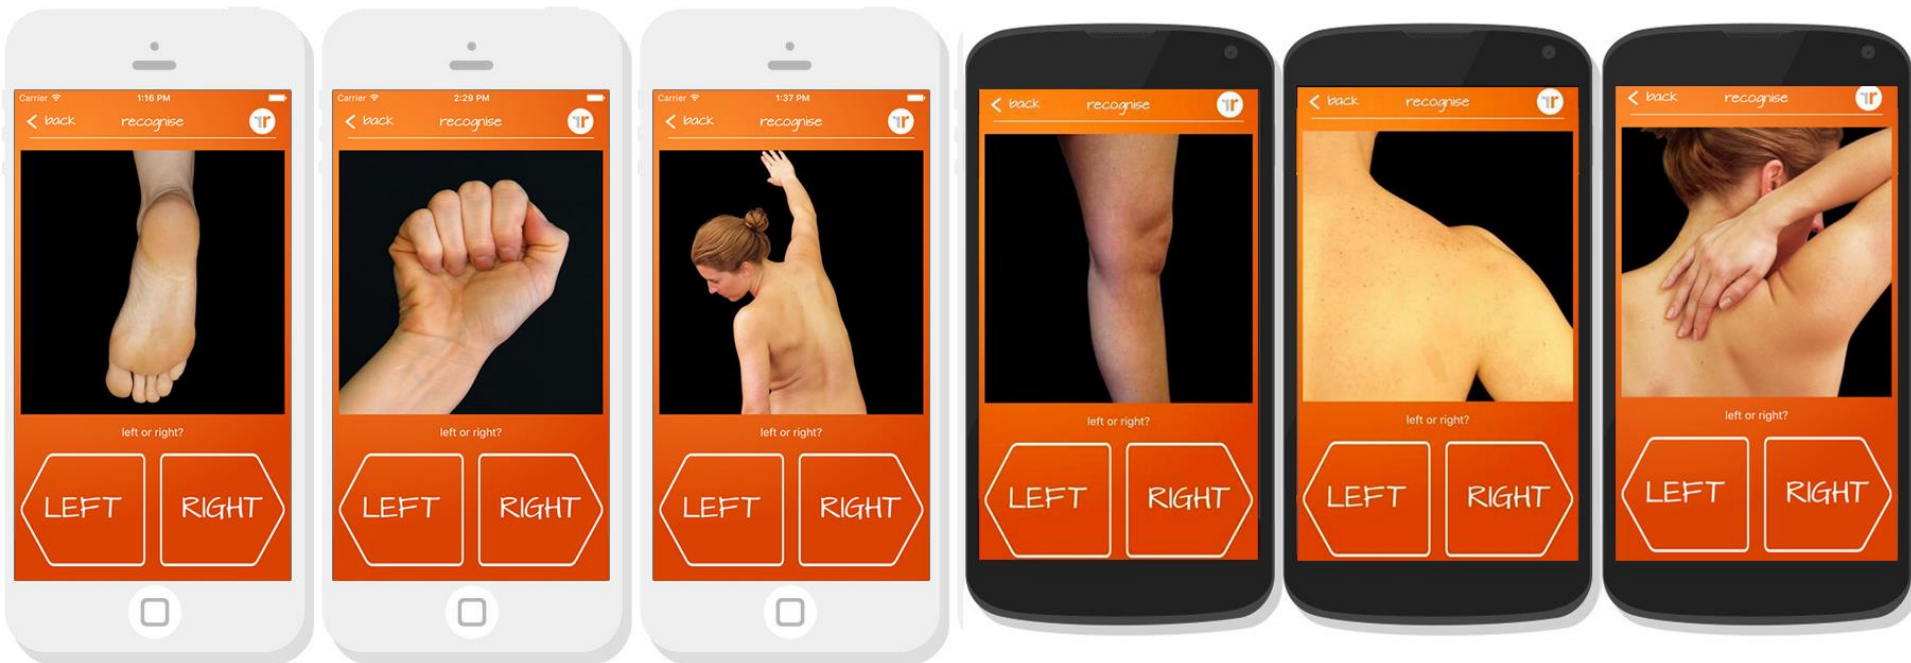 Carrier 1:16 PM
back recognise
r
left or right?
LEFT RIGHT
Carrier 2:29 PM
back recognise
r
left or right?
LEFT RIGHT
Carrier 1:37 PM
back recognise
r
left or right?
LEFT RIGHT
back recognise
r
left or right?
LEFT RIGHT
back recognise
r
left or right?
LEFT RIGHT
back recognise
r
left or right?
LEFT RIGHT